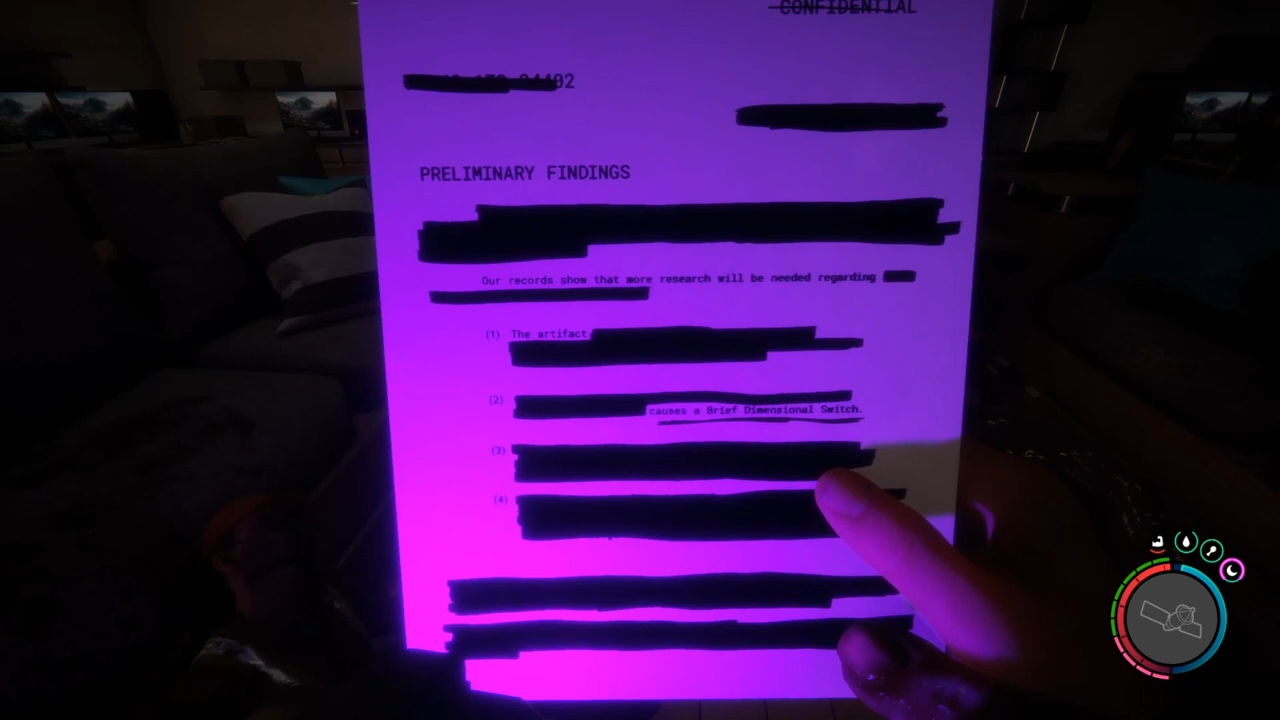 CONFIDENTIAL
PRELIMINARY FINDINGS
Our records show that more research will be needed regarding
(1) The artifact
(2)
causes a Brief Dimensional Switch.
(3)
(4)